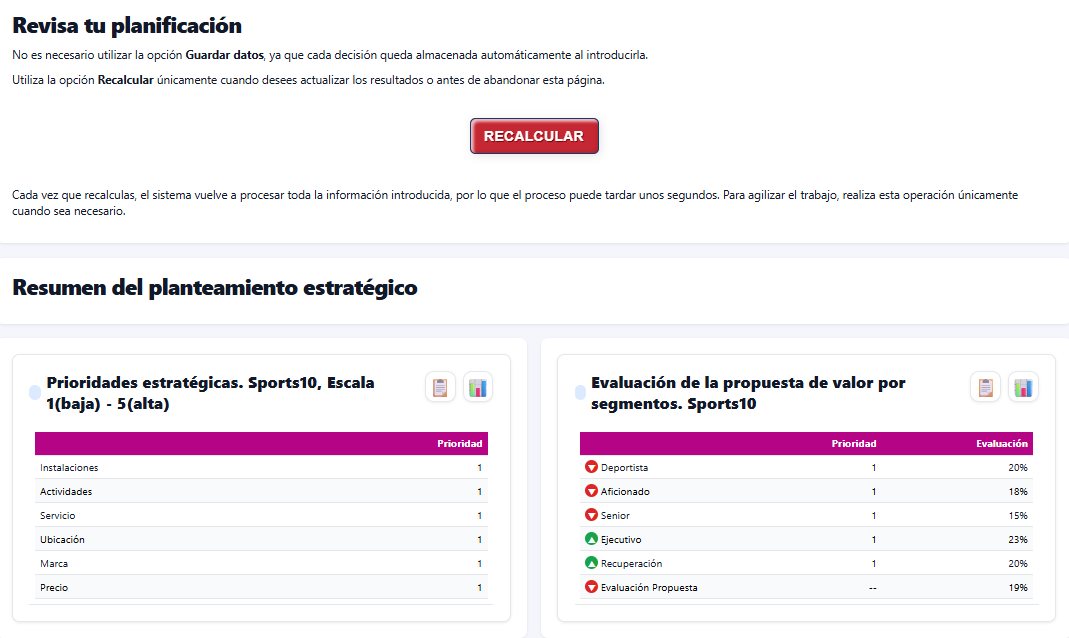 Revisa tu planificación
No es necesario utilizar la opción Guardar datos, ya que cada decisión queda almacenada automáticamente al introducirla.
Utiliza la opción Recalcular únicamente cuando desees actualizar los resultados o antes de abandonar esta página.
RECALCULAR
Cada vez que recalculas, el sistema vuelve a procesar toda la información introducida, por lo que el proceso puede tardar unos segundos. Para agilizar el trabajo, realiza esta operación únicamente
cuando sea necesario.
Resumen del planteamiento estratégico
Prioridades estratégicas. Sports10, Escala
1(baja) - 5(alta)
Prioridad
Instalaciones 1
Actividades 1
Servicio 1
Ubicación 1
Marca 1
Precio 1
Evaluación de la propuesta de valor por
segmentos. Sports10
Prioridad Evaluación
Deportista 1 20%
Aficionado 1 18%
Senior 1 15%
Ejecutivo 1 23%
Recuperación 1 20%
Evaluación Propuesta -- 19%